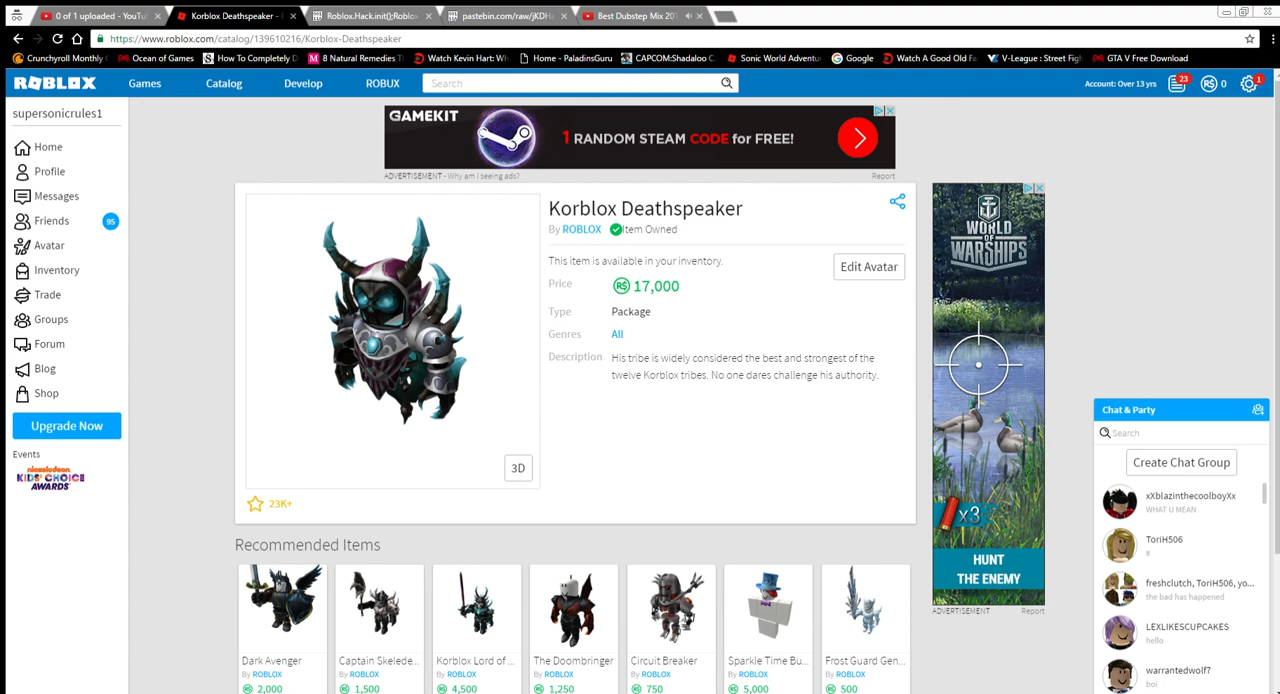 0 of 1 uploaded - YouTu
Korblox Deathspeaker -
Roblox.Hack.init();Roblox
pastebin.com/raw/jKDHa
Best Dubstep Mix 201
https://www.roblox.com/catalog/139610216/Korblox-Deathspeaker
Crunchyroll Monthly
Ocean of Games
How To Completely D
8 Natural Remedies T
Watch Kevin Hart: Wh
Home - PaladinsGuru
CAPCOM:Shadaloo C
Sonic World Adventu
Google
Watch A Good Old Fa
V-League : Street Figh
GTA V Free Download
ROBLOX
Games
Catalog
Develop
ROBUX
Search
Account: Over 13 yrs
23
R$ 0
1
supersonicrules1
Home
Profile
Messages
Friends
95
Avatar
Inventory
Trade
Groups
Forum
Blog
Shop
Upgrade Now
Events
nickelodeon
KIDS' CHOICE
AWARDS
GAMEKIT
1 RANDOM STEAM CODE for FREE!
ADVERTISEMENT - Why am I seeing ads?
Report
Korblox Deathspeaker
By ROBLOX Item Owned
This item is available in your inventory.
Edit Avatar
Price R$ 17,000
Type Package
Genres All
Description His tribe is widely considered the best and strongest of the
twelve Korblox tribes. No one dares challenge his authority.
3D
23K+
WORLD
OF
WARSHIPS
x3
HUNT
THE ENEMY
ADVERTISEMENT
Report
Recommended Items
Dark Avenger
By ROBLOX
R$ 2,000
Captain Skelede...
By ROBLOX
R$ 1,500
Korblox Lord of ...
By ROBLOX
R$ 4,500
The Doombringer
By ROBLOX
R$ 1,250
Circuit Breaker
By ROBLOX
R$ 750
Sparkle Time Bu...
By ROBLOX
R$ 5,000
Frost Guard Gen...
By ROBLOX
R$ 500
Chat & Party
Search
Create Chat Group
xXblazinthecoolboyXx
WHAT U MEAN
ToriH506
#
freshclutch, ToriH506, yo...
the bad has happened
LEXLIKESCUPCAKES
hello
warrantedwolf7
boi